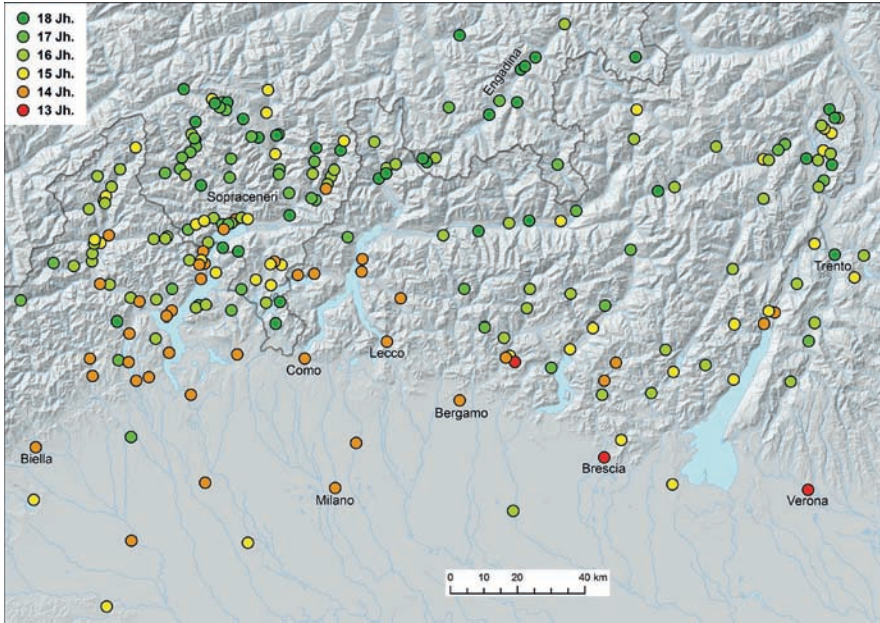 18 Jh.
17 Jh.
16 Jh.
15 Jh.
14 Jh.
13 Jh.
Engadina
Sopraceneri
Trento
Como
Lecco
Bergamo
Biella
Milano
Brescia
Verona
0 10 20 40 km